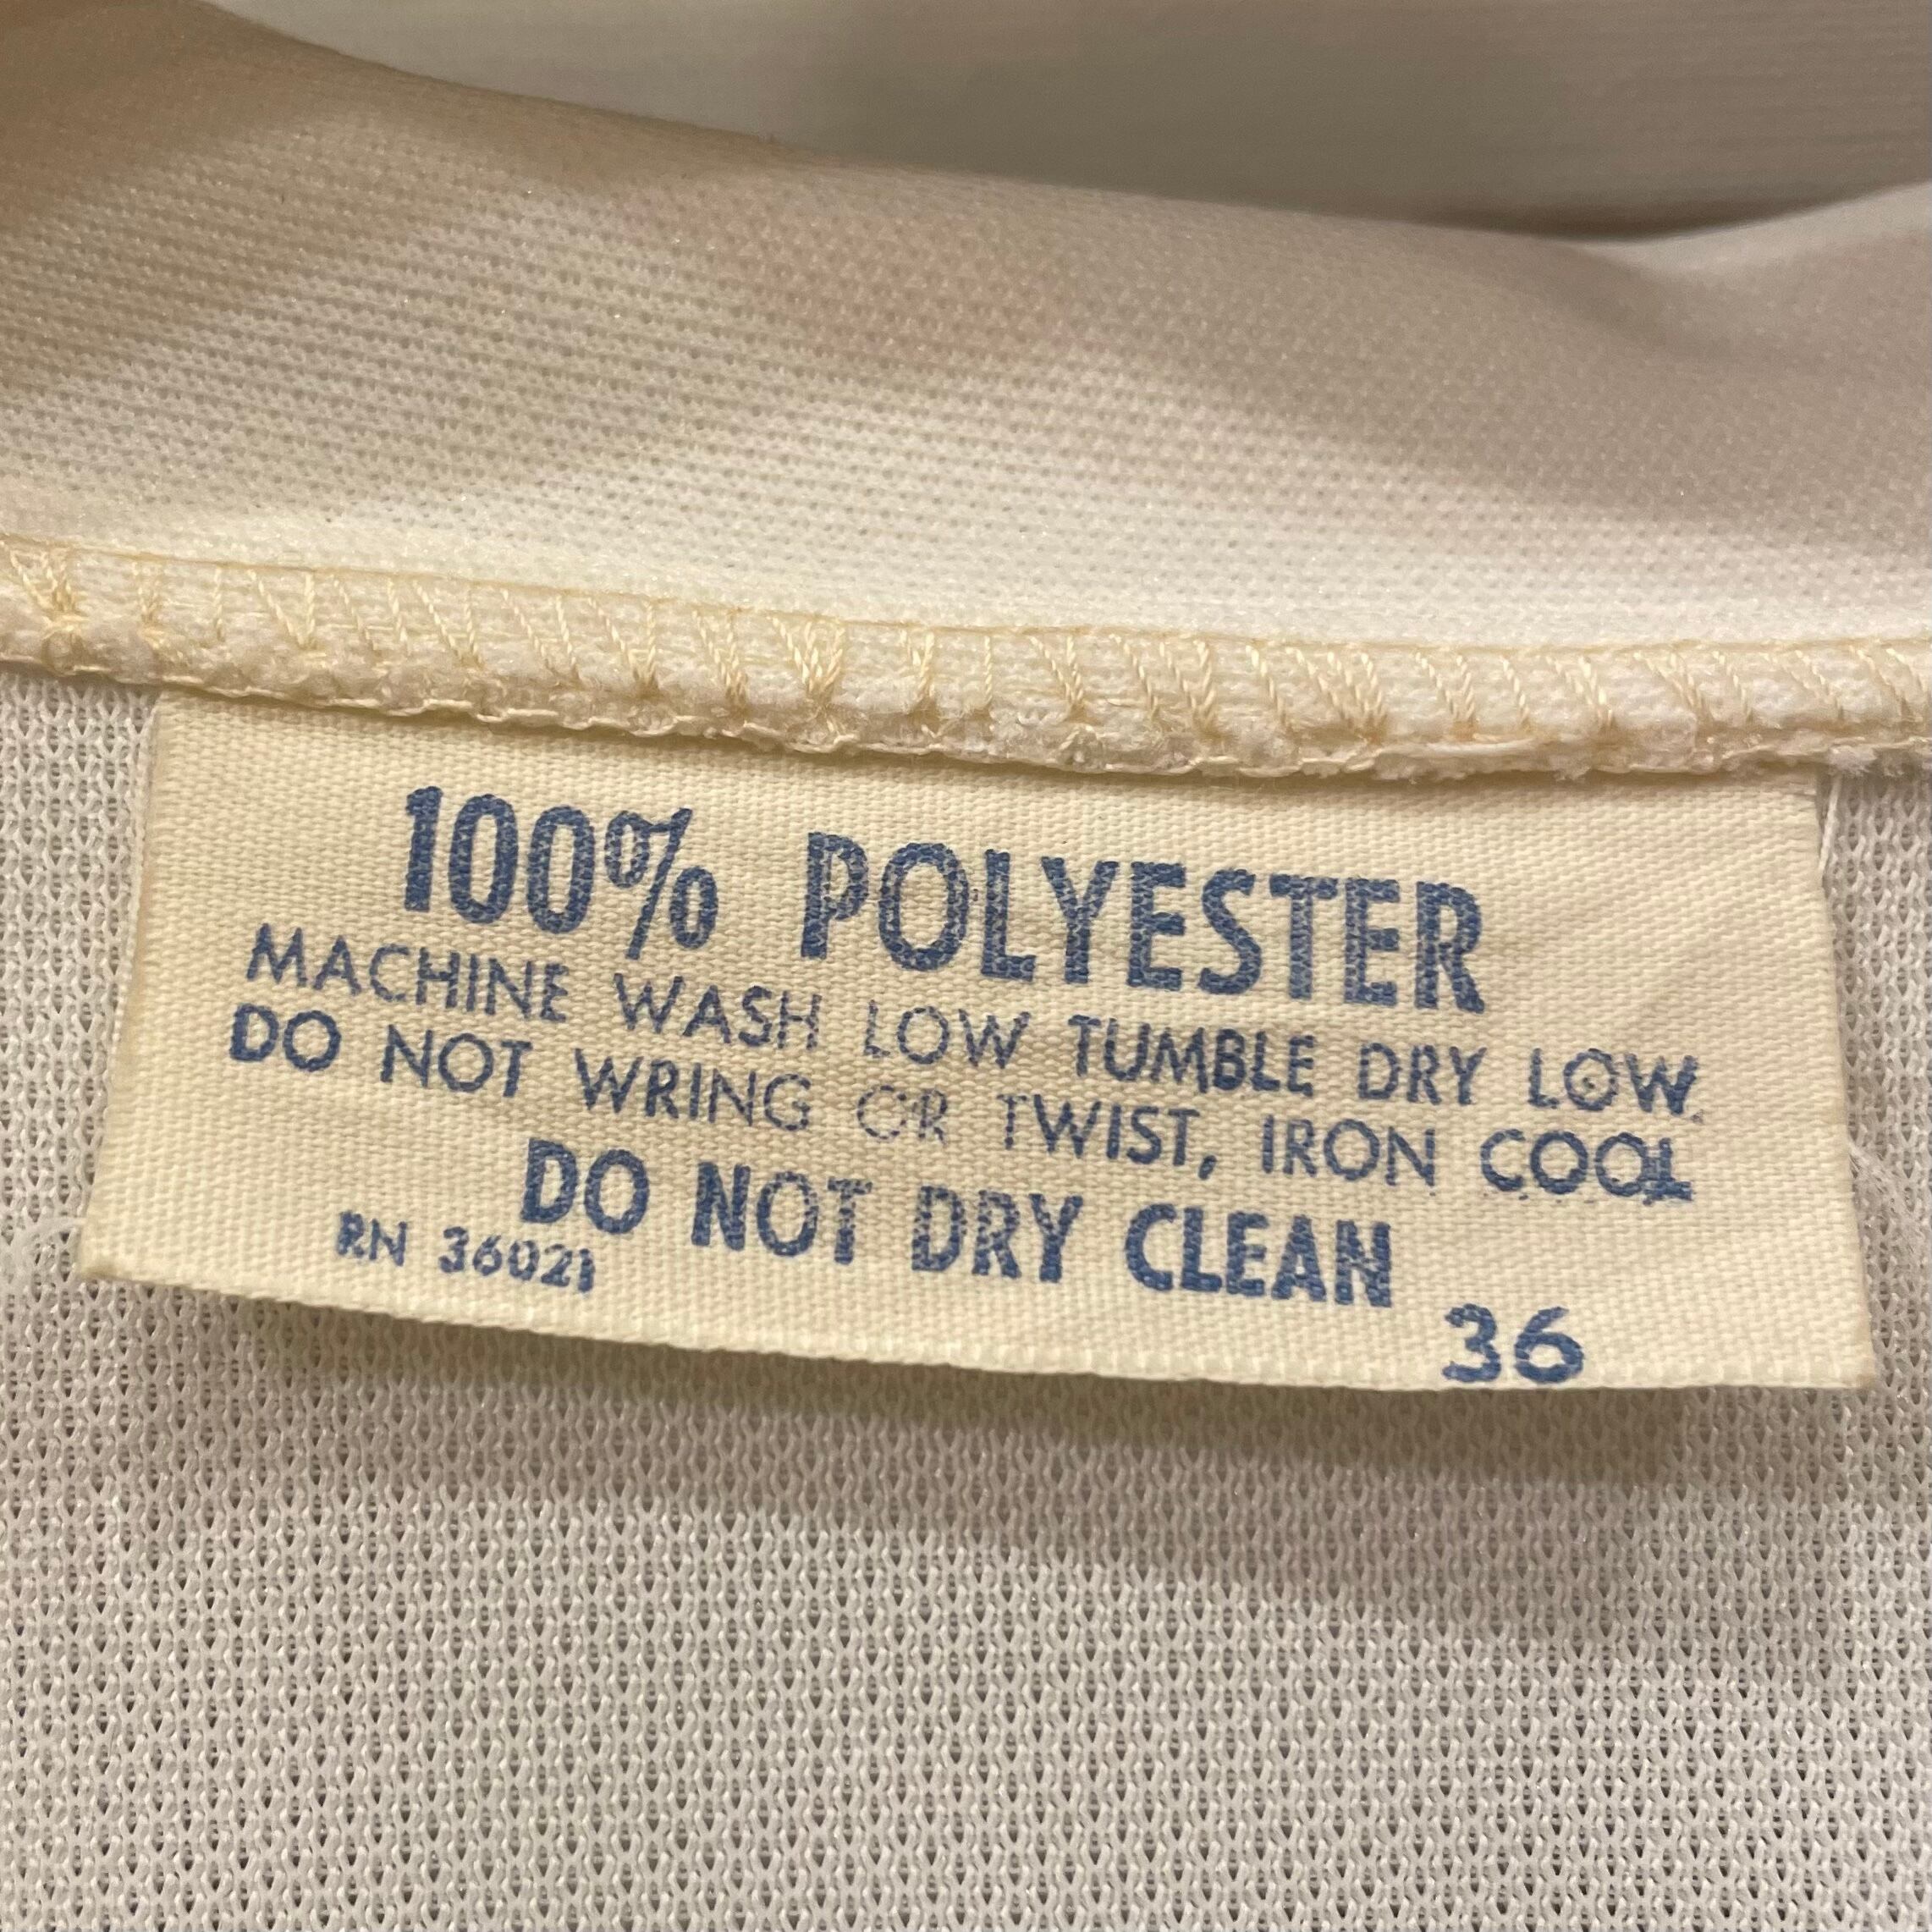 100% POLYESTER
MACHINE WASH LOW TUMBLE DRY LOW.
DO NOT WRING OR TWIST, IRON COOL
DO NOT DRY CLEAN
RN 36021
36